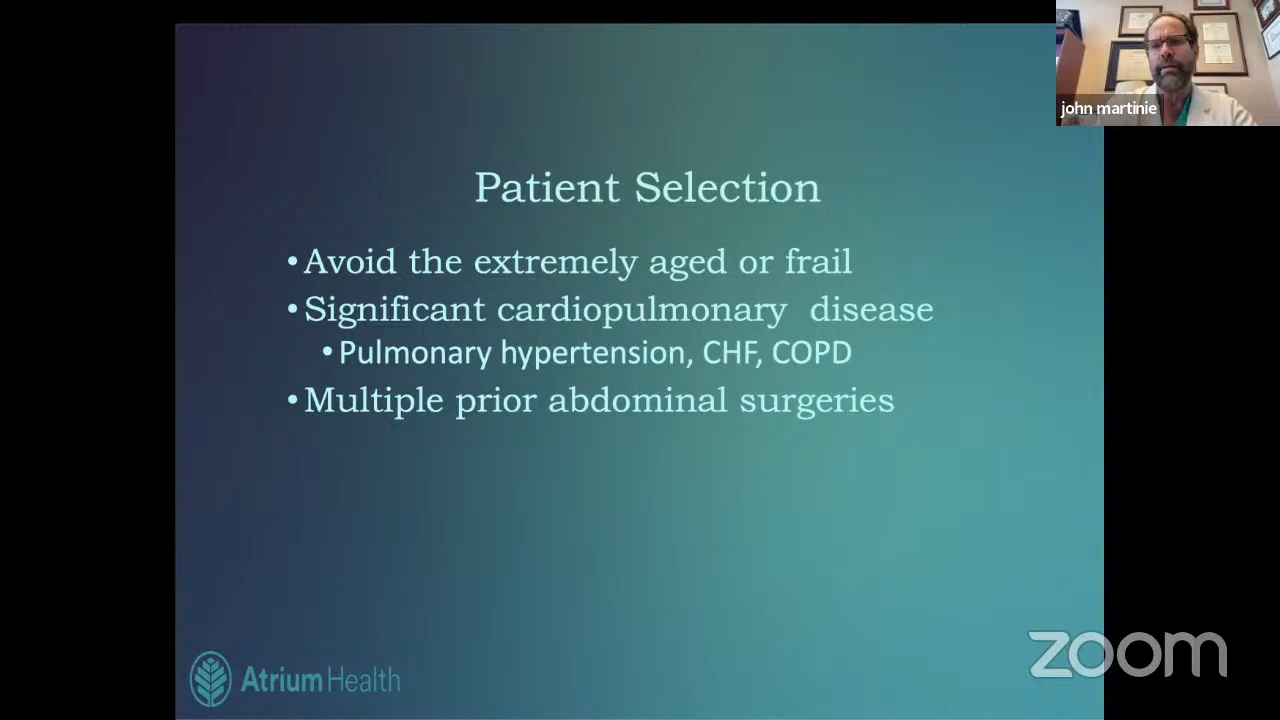 john martinie
Patient Selection
•Avoid the extremely aged or frail
•Significant cardiopulmonary disease
•Pulmonary hypertension, CHF, COPD
•Multiple prior abdominal surgeries
Atrium Health
zoom